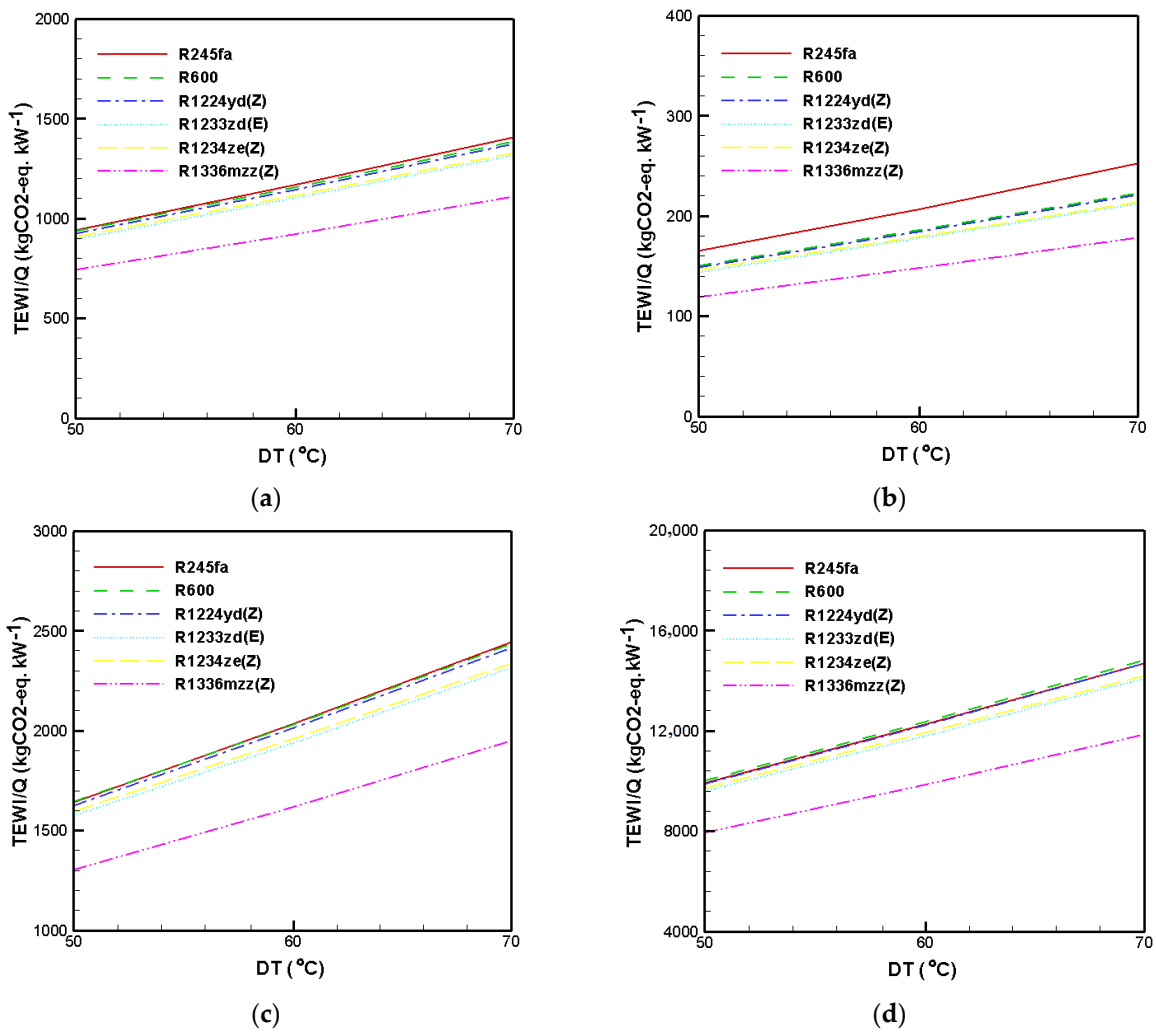 2000
1500
1000
500
0
TEWI/Q (kgCO2-eq. kW-1)
R245fa
R600
R1224yd(Z)
R1233zd(E)
R1234ze(Z)
R1336mzz(Z)
50
60
70
DT (°C)
(a)
400
300
200
100
0
TEWI/Q (kgCO2-eq. kW-1)
R245fa
R600
R1224yd(Z)
R1233zd(E)
R1234ze(Z)
R1336mzz(Z)
50
60
70
DT (°C)
(b)
3000
2500
2000
1500
1000
TEWI/Q (kgCO2-eq. kW-1)
R245fa
R600
R1224yd(Z)
R1233zd(E)
R1234ze(Z)
R1336mzz(Z)
50
60
70
DT (°C)
(c)
20,000
16,000
12,000
8000
4000
TEWI/Q (kgCO2-eq.kW-1)
R245fa
R600
R1224yd(Z)
R1233zd(E)
R1234ze(Z)
R1336mzz(Z)
50
60
70
DT (°C)
(d)